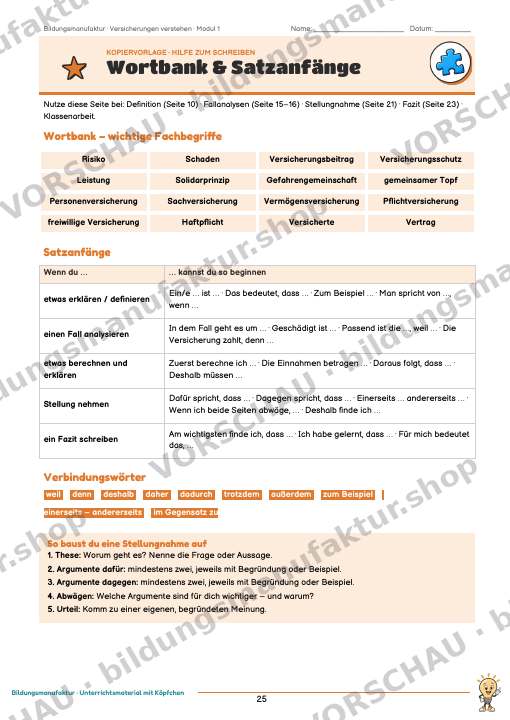 Bildungsmanufaktur · Versicherungen verstehen · Modul 1 Name: Datum:
KOPIERVORLAGE · HILFE ZUM SCHREIBEN
Wortbank & Satzanfänge
Nutze diese Seite bei: Definition (Seite 10) · Fallanalysen (Seite 15–16) · Stellungnahme (Seite 21) · Fazit (Seite 23) ·
Klassenarbeit.
Wortbank – wichtige Fachbegriffe
Risiko Schaden Versicherungsbeitrag Versicherungsschutz
Leistung Solidarprinzip Gefahrengemeinschaft gemeinsamer Topf
Personenversicherung Sachversicherung Vermögensversicherung Pflichtversicherung
freiwillige Versicherung Haftpflicht Versicherte Vertrag
Satzanfänge
Wenn du … … kannst du so beginnen
etwas erklären / definieren
Ein/e … ist … · Das bedeutet, dass … · Zum Beispiel … · Man spricht von …,
wenn …
einen Fall analysieren
In dem Fall geht es um … · Geschädigt ist … · Passend ist die …, weil … · Die
Versicherung zahlt, denn …
etwas berechnen und
erklären
Zuerst berechne ich … · Die Einnahmen betragen … · Daraus folgt, dass … ·
Deshalb müssen …
Stellung nehmen
Dafür spricht, dass … · Dagegen spricht, dass … · Einerseits … andererseits … ·
Wenn ich beide Seiten abwäge, … · Deshalb finde ich …
ein Fazit schreiben
Am wichtigsten finde ich, dass … · Ich habe gelernt, dass … · Für mich bedeutet
das, …
Verbindungswörter
weil denn deshalb daher dadurch trotzdem außerdem zum Beispiel
einerseits – andererseits im Gegensatz zu
So baust du eine Stellungnahme auf
1. These: Worum geht es? Nenne die Frage oder Aussage.
2. Argumente dafür: mindestens zwei, jeweils mit Begründung oder Beispiel.
3. Argumente dagegen: mindestens zwei, jeweils mit Begründung oder Beispiel.
4. Abwägen: Welche Argumente sind für dich wichtiger – und warum?
5. Urteil: Komm zu einer eigenen, begründeten Meinung.
Bildungsmanufaktur · Unterrichtsmaterial mit Köpfchen
25
VORSCHAU · bildungsmanufaktur.shop
VORSCHAU · bildungsmanufaktur.shop
VORSCHAU · bildungsmanufaktur.shop